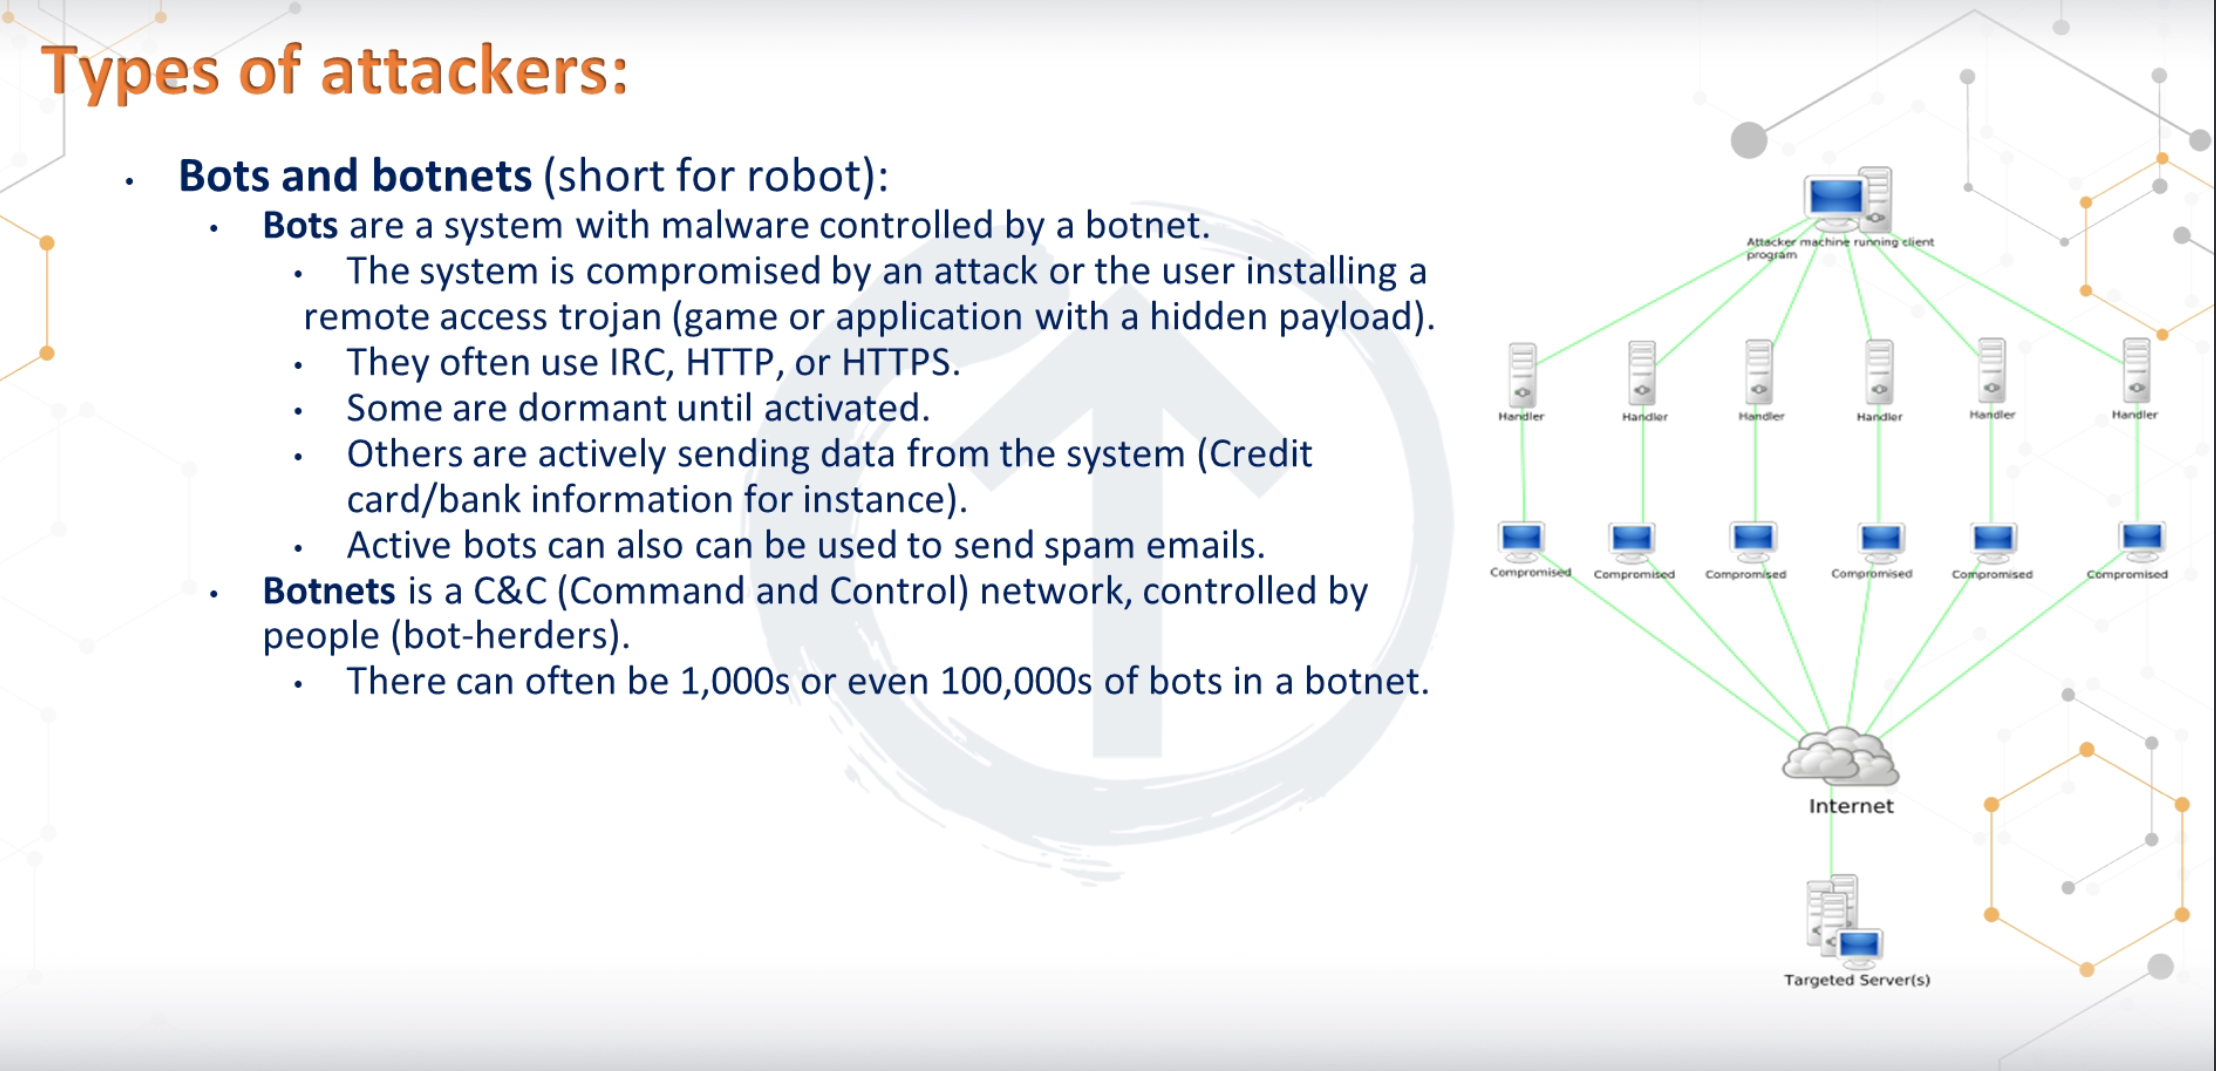 Types of attackers:
• Bots and botnets (short for robot):
• Bots are a system with malware controlled by a botnet.
• The system is compromised by an attack or the user installing a
remote access trojan (game or application with a hidden payload).
• They often use IRC, HTTP, or HTTPS.
• Some are dormant until activated.
• Others are actively sending data from the system (Credit
card/bank information for instance).
• Active bots can also can be used to send spam emails.
• Botnets is a C&C (Command and Control) network, controlled by
people (bot-herders).
• There can often be 1,000s or even 100,000s of bots in a botnet.
Attacker machine running client
program
Handler
Handler
Handler
Handler
Handler
Handler
Compromised
Compromised
Compromised
Compromised
Compromised
Compromised
Internet
Targeted Server(s)